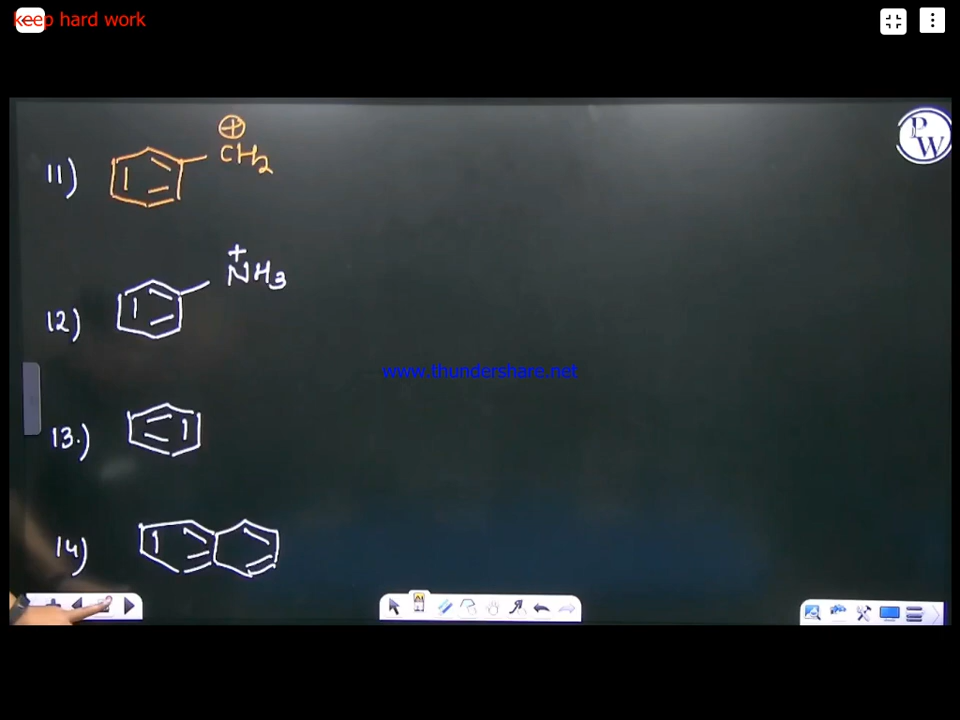 keep hard work
PW
11) ⊕
CH2
12) +
NH3
www.thundershare.net
13.)
14)